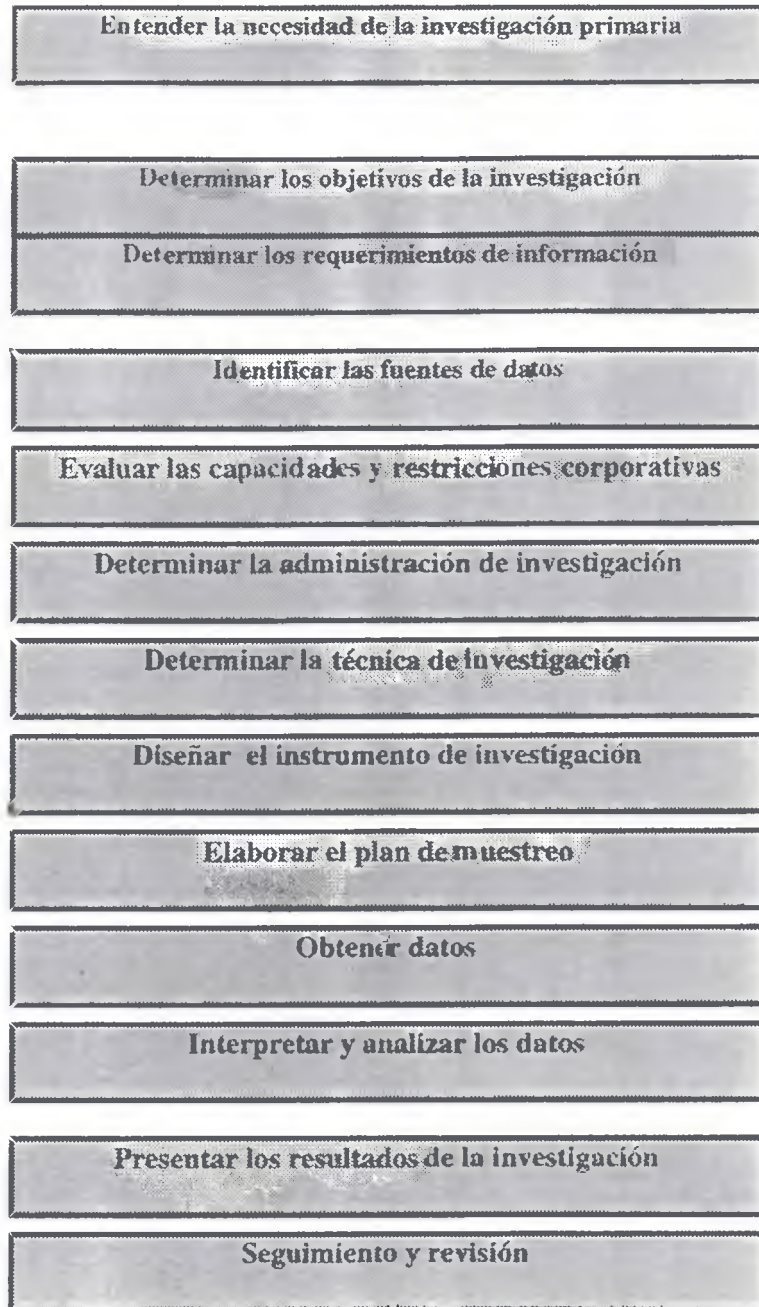 Entender la necesidad de la investigación primaria
Determinar los objetivos de la investigación
Determinar los requerimientos de información
Identificar las fuentes de datos
Evaluar las capacidades y restricciones corporativas
Determinar la administración de investigación
Determinar la técnica de investigación
Diseñar el instrumento de investigación
Elaborar el plan de muestreo
Obtener datos
Interpretar y analizar los datos
Presentar los resultados de la investigación
Seguimiento y revisión